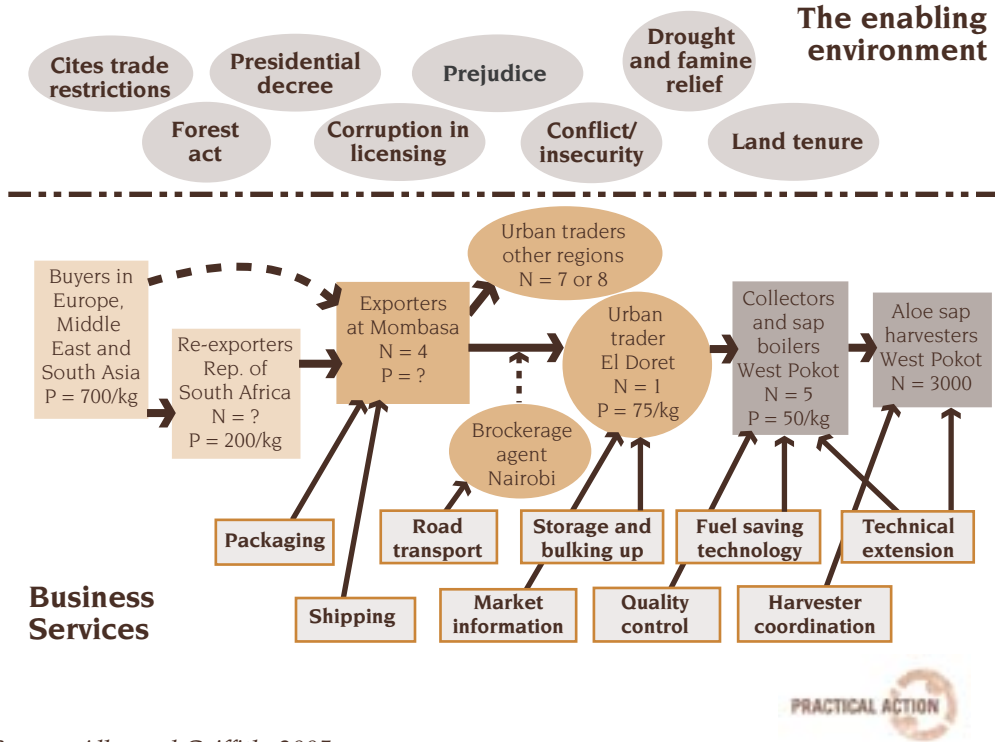 The enabling
environment
Cites trade
restrictions
Presidential
decree
Prejudice
Drought
and famine
relief
Forest
act
Corruption in
licensing
Conflict/
insecurity
Land tenure
Buyers in
Europe,
Middle
East and
South Asia
P = 700/kg
Re-exporters
Rep. of
South Africa
N = ?
P = 200/kg
Exporters
at Mombasa
N = 4
P = ?
Urban traders
other regions
N = 7 or 8
Urban
trader
El Doret
N = 1
P = 75/kg
Brockerage
agent
Nairobi
Collectors
and sap
boilers
West Pokot
N = 5
P = 50/kg
Aloe sap
harvesters
West Pokot
N = 3000
Packaging
Road
transport
Storage and
bulking up
Fuel saving
technology
Technical
extension
Business
Services
Shipping
Market
information
Quality
control
Harvester
coordination
PRACTICAL ACTION